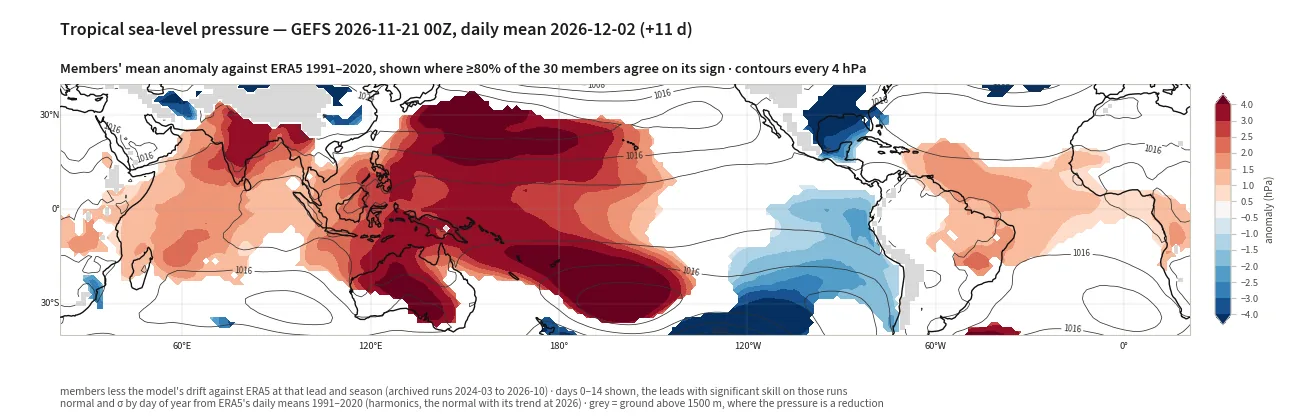 Tropical sea-level pressure — GEFS 2026-11-21 00Z, daily mean 2026-12-02 (+11 d)
Members' mean anomaly against ERA5 1991–2020, shown where ≥80% of the 30 members agree on its sign · contours every 4 hPa
1008
1016
1016
1016
1016
1016
1016
1016
1016
1016
1016
1016
1016
30°N
0°
30°S
60°E
120°E
180°
120°W
60°W
0°
4.0
3.0
2.5
2.0
1.5
1.0
0.5
−0.5
−1.0
−1.5
−2.0
−2.5
−3.0
−4.0
anomaly (hPa)
members less the model's drift against ERA5 at that lead and season (archived runs 2024-03 to 2026-10) · days 0–14 shown, the leads with significant skill on those runs
normal and σ by day of year from ERA5's daily means 1991–2020 (harmonics, the normal with its trend at 2026) · grey = ground above 1500 m, where the pressure is a reduction